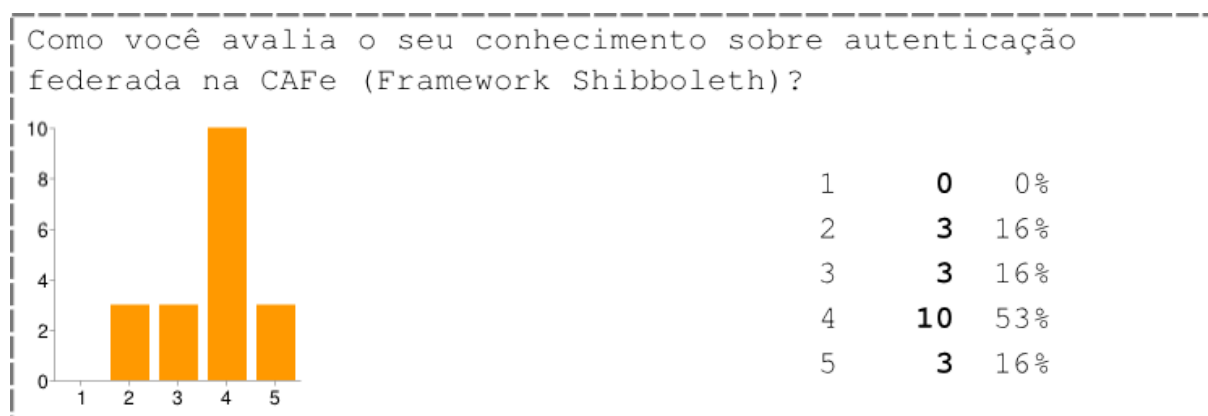 Como você avalia o seu conhecimento sobre autenticação
federada na CAFe (Framework Shibboleth)?
10
8
6
4
2
0
1 2 3 4 5
1 0 0%
2 3 16%
3 3 16%
4 10 53%
5 3 16%